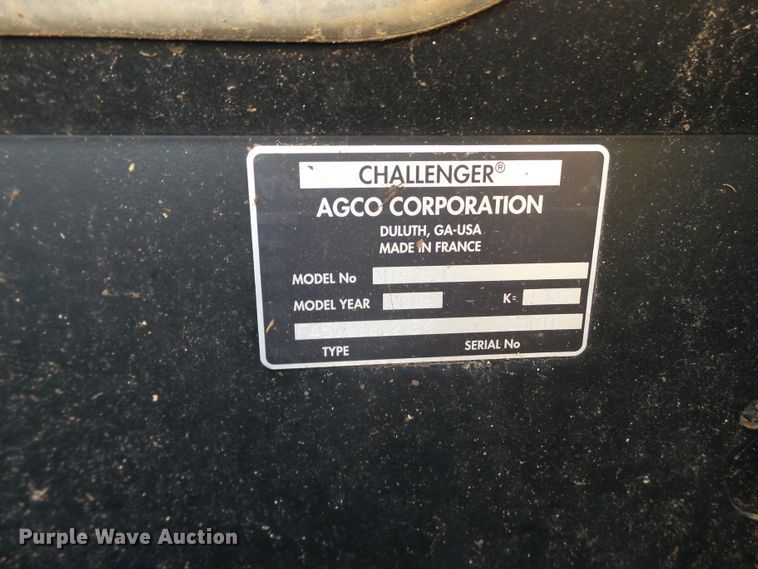 CHALLENGER®
AGCO CORPORATION
DULUTH, GA-USA
MADE IN FRANCE
MODEL No
MODEL YEAR K=
TYPE SERIAL No
Purple Wave Auction